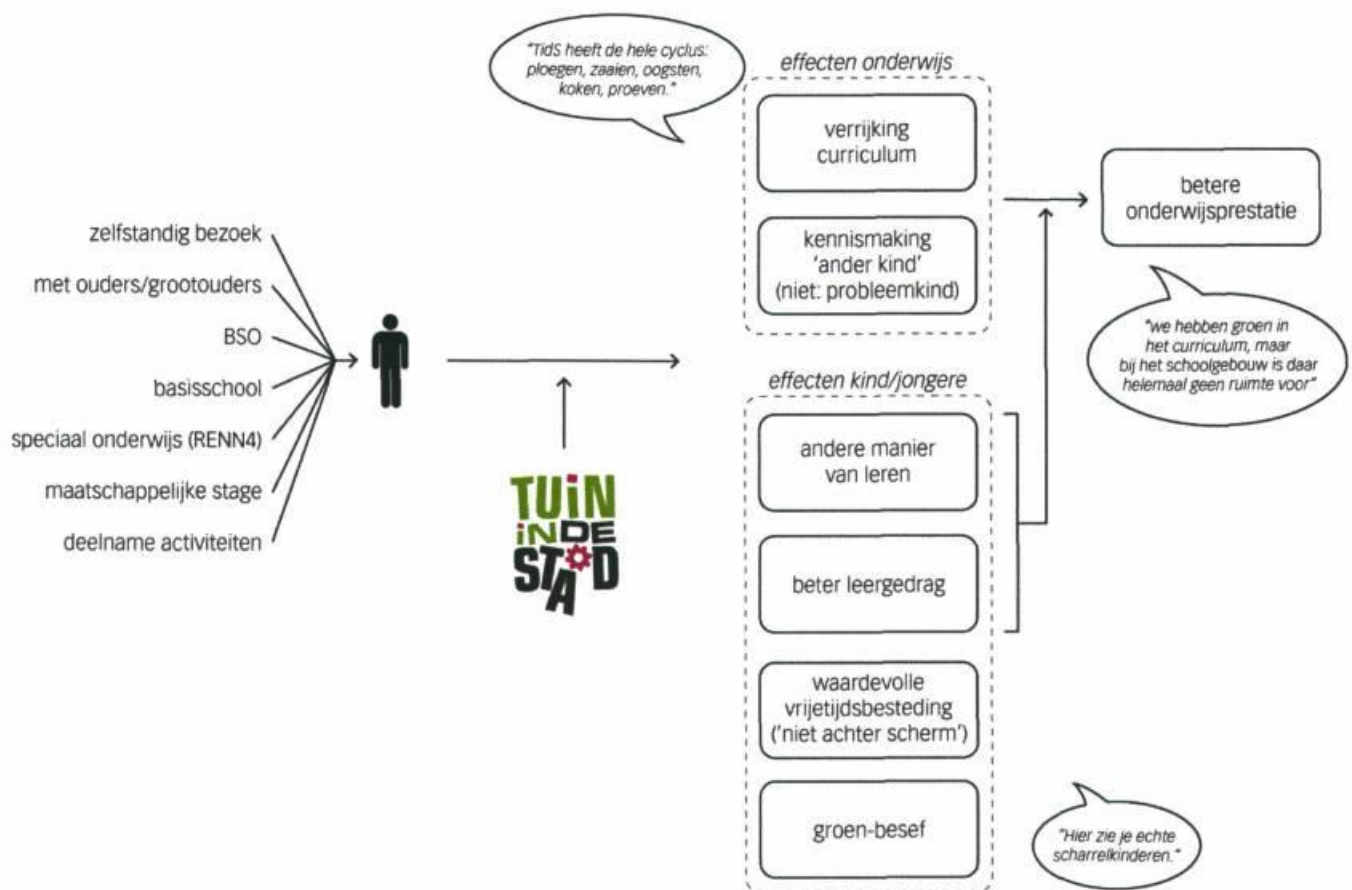 "TidS heeft de hele cyclus:
ploegen, zaaien, oogsten,
koken, proeven."
effecten onderwijs
verrijking
curriculum
kennismaking
'ander kind'
(niet: probleemkind)
betere
onderwijsprestatie
"we hebben groen in
het curriculum, maar
bij het schoolgebouw is daar
helemaal geen ruimte voor"
zelfstandig bezoek
met ouders/grootouders
BSO
basisschool
speciaal onderwijs (RENN4)
maatschappelijke stage
deelname activiteiten
TUiN
iNDE
STAD
effecten kind/jongere
andere manier
van leren
beter leergedrag
waardevolle
vrijetijdsbesteding
('niet achter scherm')
groen-besef
"Hier zie je echte
scharrelkinderen."